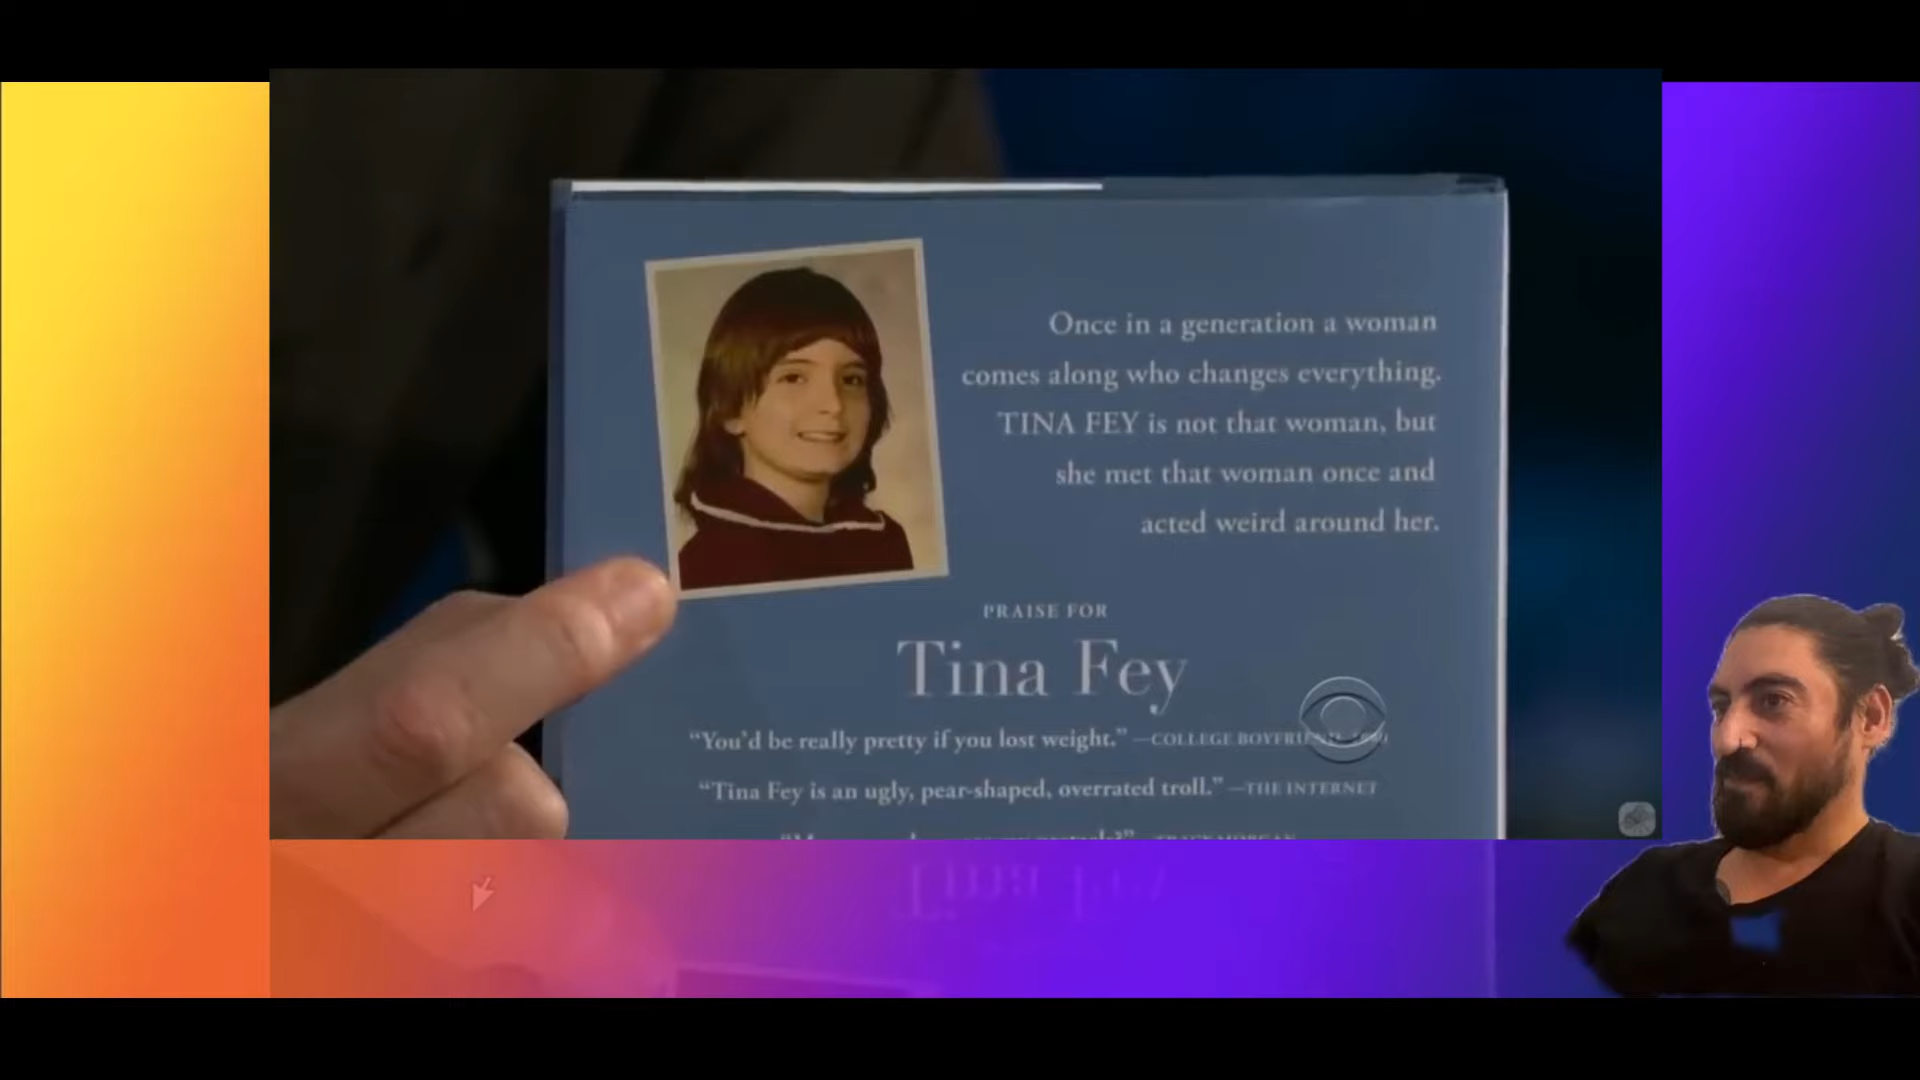 Once in a generation a woman
comes along who changes everything.
TINA FEY is not that woman, but
she met that woman once and
acted weird around her.
PRAISE FOR
Tina Fey
“You’d be really pretty if you lost weight.” —COLLEGE BOYFRIEND,
“Tina Fey is an ugly, pear-shaped, overrated troll.” —THE INTERNET